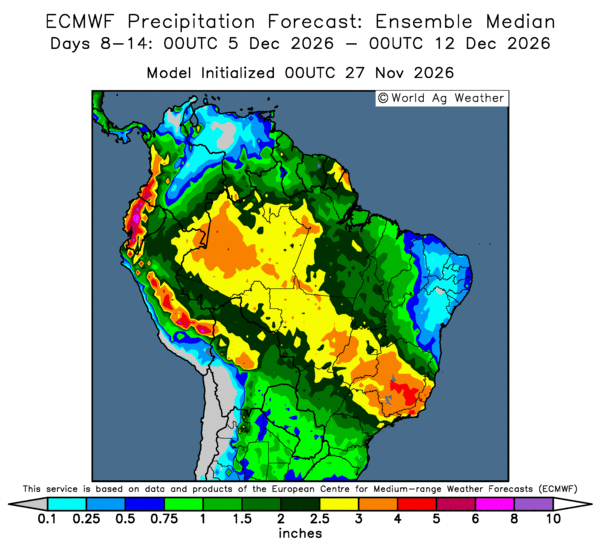 ECMWF Precipitation Forecast: Ensemble Median
Days 8−14: 00UTC 5 Dec 2026 − 00UTC 12 Dec 2026
Model Initialized 00UTC 27 Nov 2026
©World Ag Weather
This service is based on data and products of the European Centre for Medium-range Weather Forecasts (ECMWF)
0.1 0.25 0.5 0.75 1 1.5 2 2.5 3 4 5 6 8 10
inches